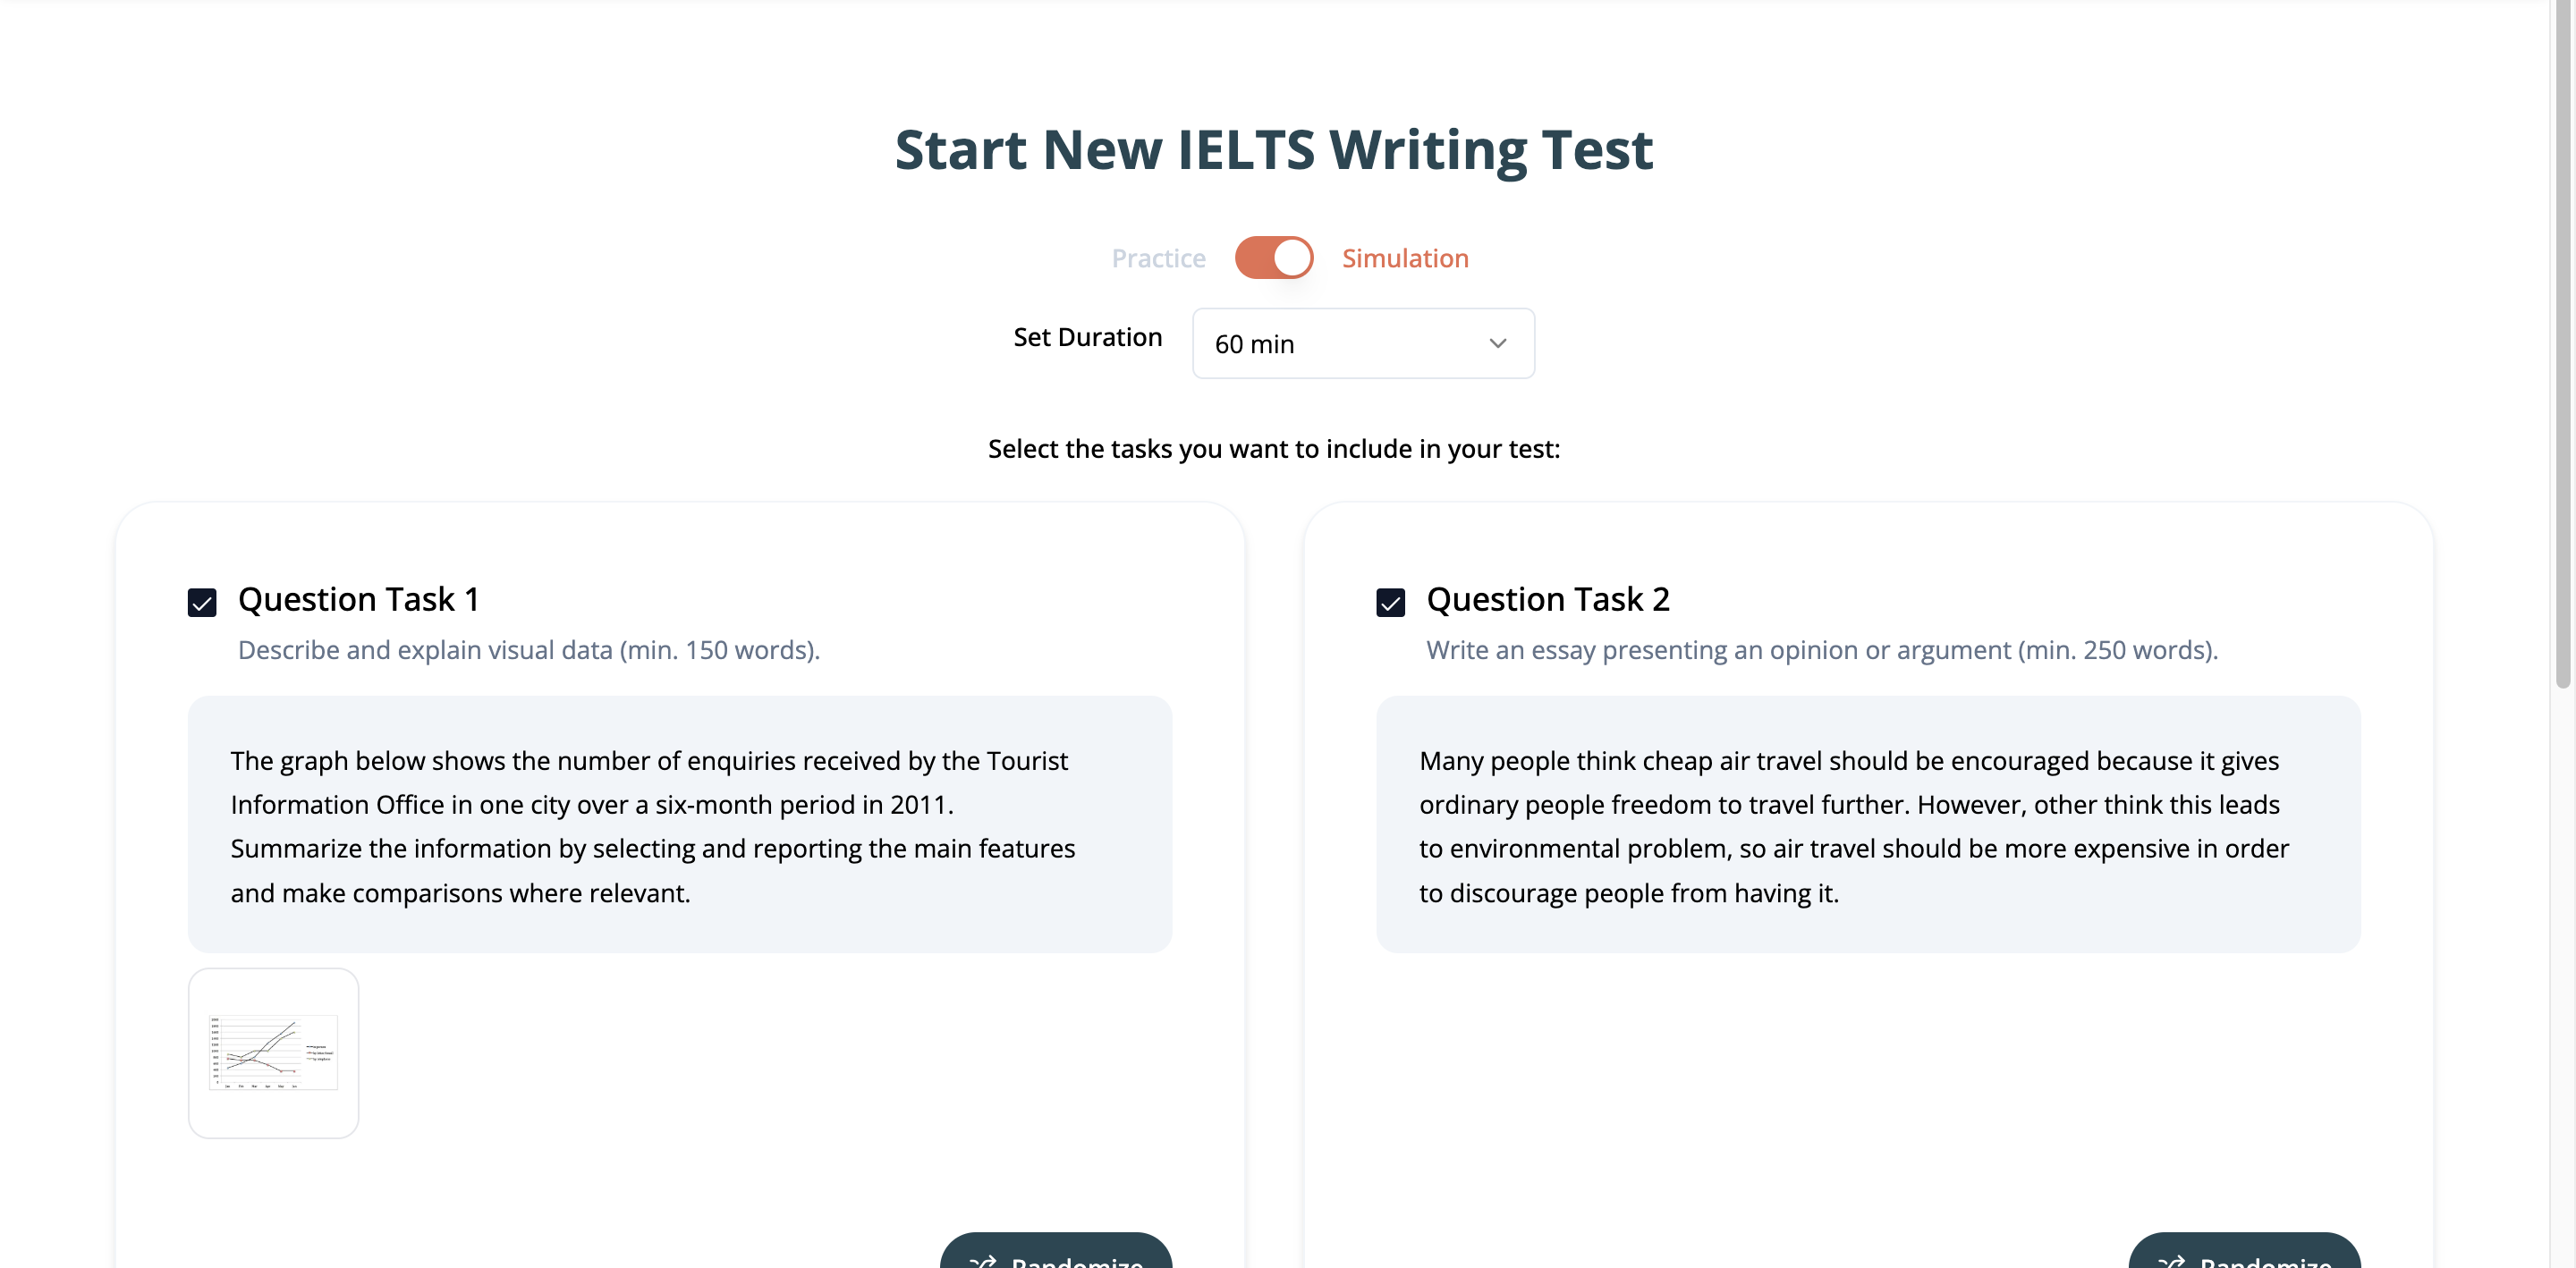 Start New IELTS Writing Test
Practice
Simulation
Set Duration
60 min
Select the tasks you want to include in your test:
Question Task 1
Describe and explain visual data (min. 150 words).
The graph below shows the number of enquiries received by the Tourist
Information Office in one city over a six-month period in 2011.
Summarize the information by selecting and reporting the main features
and make comparisons where relevant.
Randomize
Question Task 2
Write an essay presenting an opinion or argument (min. 250 words).
Many people think cheap air travel should be encouraged because it gives
ordinary people freedom to travel further. However, other think this leads
to environmental problem, so air travel should be more expensive in order
to discourage people from having it.
Randomize